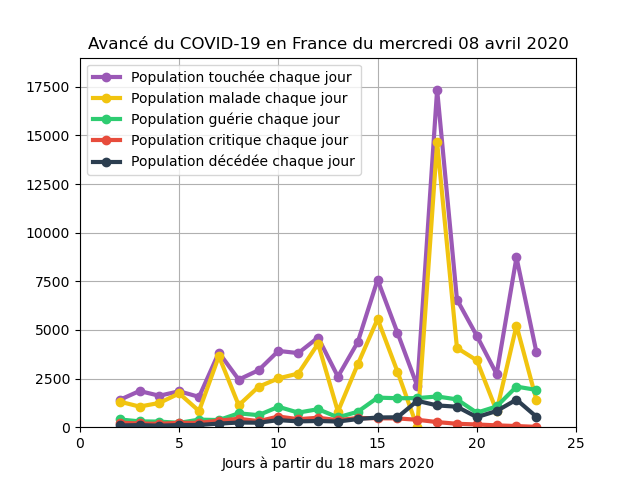 Avancé du COVID-19 en France du mercredi 08 avril 2020
Population touchée chaque jour
Population malade chaque jour
Population guérie chaque jour
Population critique chaque jour
Population décédée chaque jour
17500
15000
12500
10000
7500
5000
2500
0
0 5 10 15 20 25
Jours à partir du 18 mars 2020